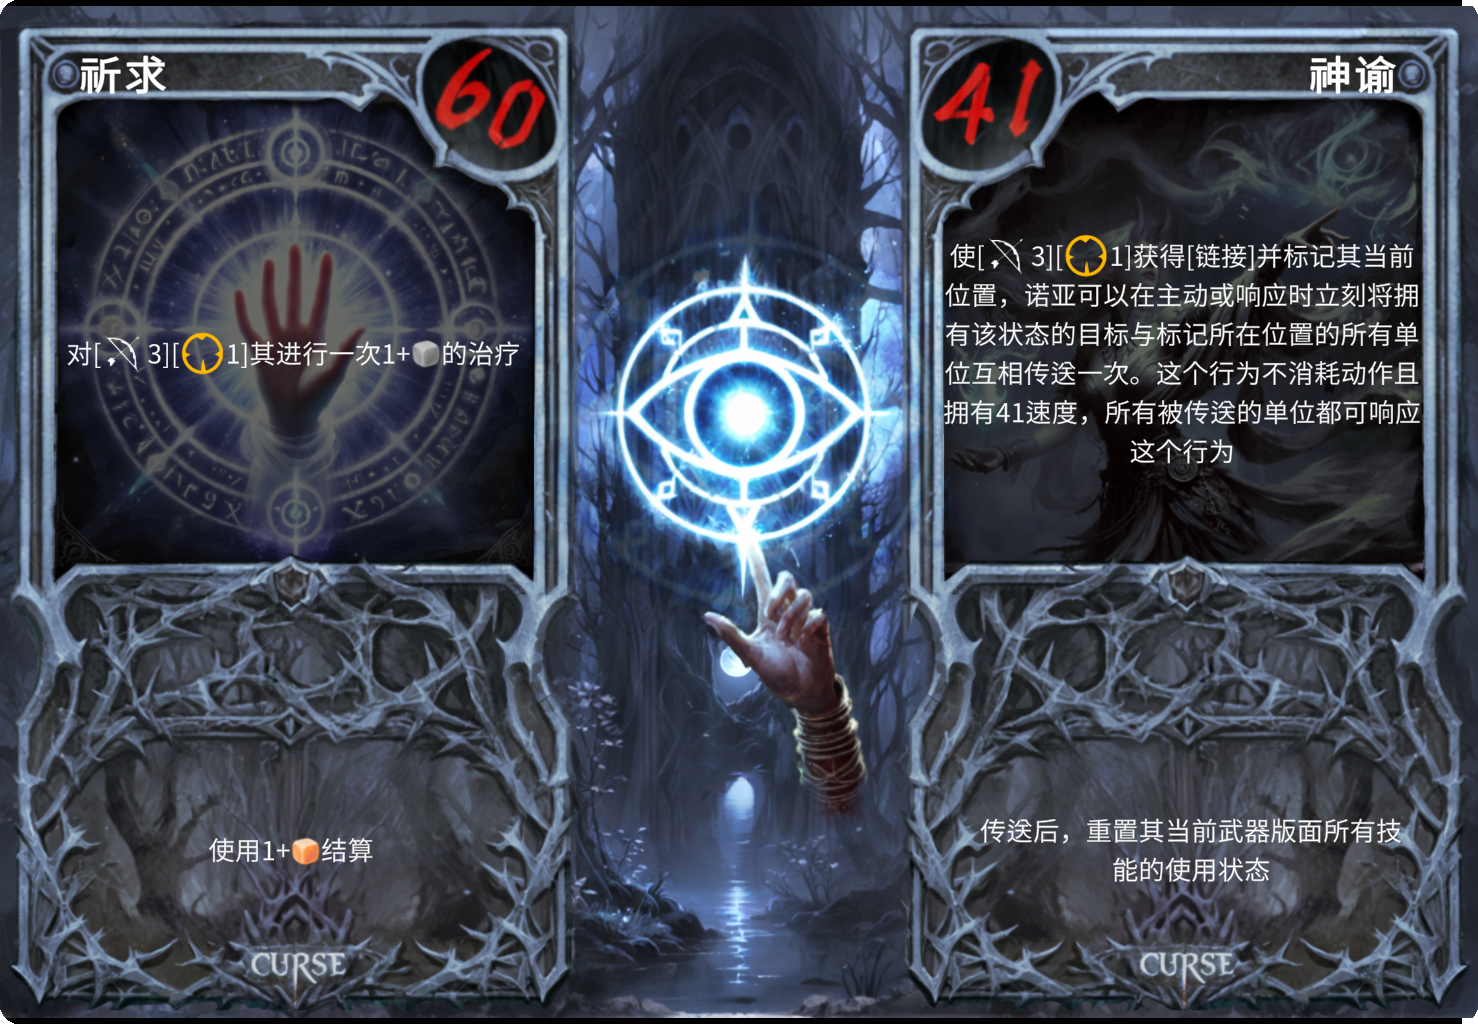 祈求
60
对[3][1]其进行一次1+的治疗
使用1+结算
CURSE
41
神谕
使[3][1]获得[链接]并标记其当前
位置，诺亚可以在主动或响应时立刻将拥
有该状态的目标与标记所在位置的所有单
位互相传送一次。这个行为不消耗动作且
拥有41速度，所有被传送的单位都可响应
这个行为
传送后，重置其当前武器版面所有技
能的使用状态
CURSE